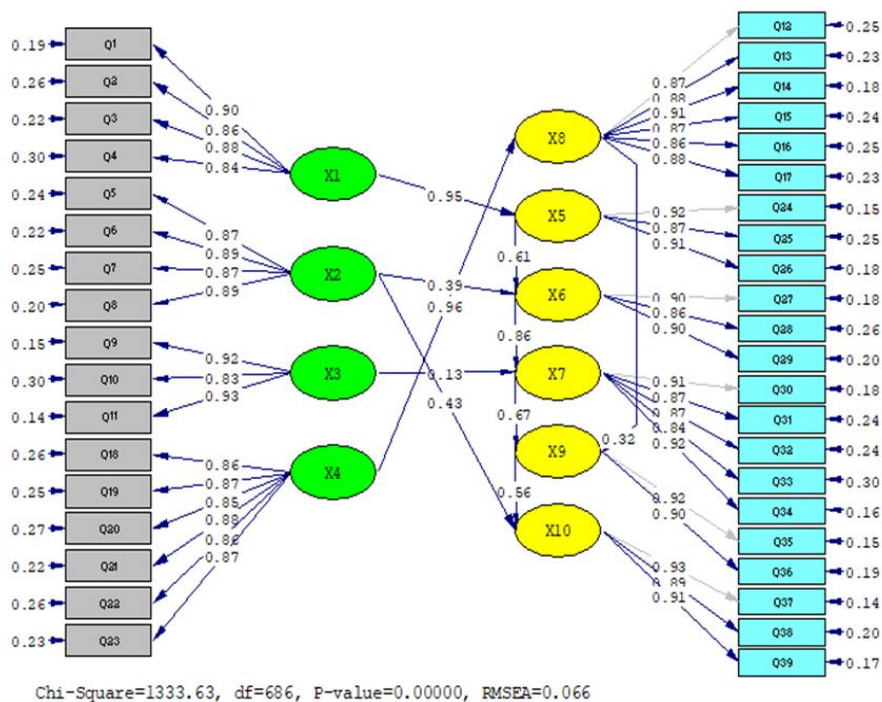 0.19 Q1
0.26 Q2
0.22 Q3
0.30 Q4
0.24 Q5
0.22 Q6
0.25 Q7
0.20 Q8
0.15 Q9
0.30 Q10
0.14 Q11
0.26 Q18
0.25 Q19
0.27 Q20
0.22 Q21
0.26 Q22
0.23 Q23
0.90
0.86
0.88
0.84
0.87
0.89
0.87
0.89
0.92
0.83
0.93
0.86
0.87
0.85
0.88
0.86
0.87
X1
X2
X3
X4
0.95
0.39
0.96
0.13
0.43
X8
X5
0.61
X6
0.86
X7
0.67
X9
0.56
X10
0.32
0.87
0.88
0.91
0.87
0.86
0.88
0.92
0.87
0.91
0.90
0.86
0.90
0.91
0.87
0.87
0.84
0.92
0.92
0.90
0.93
0.89
0.91
Q12 0.25
Q13 0.23
Q14 0.18
Q15 0.24
Q16 0.25
Q17 0.23
Q24 0.15
Q25 0.25
Q26 0.18
Q27 0.18
Q28 0.26
Q29 0.20
Q30 0.18
Q31 0.24
Q32 0.24
Q33 0.30
Q34 0.16
Q35 0.15
Q36 0.19
Q37 0.14
Q38 0.20
Q39 0.17
Chi-Square=1333.63, df=686, P-value=0.00000, RMSEA=0.066